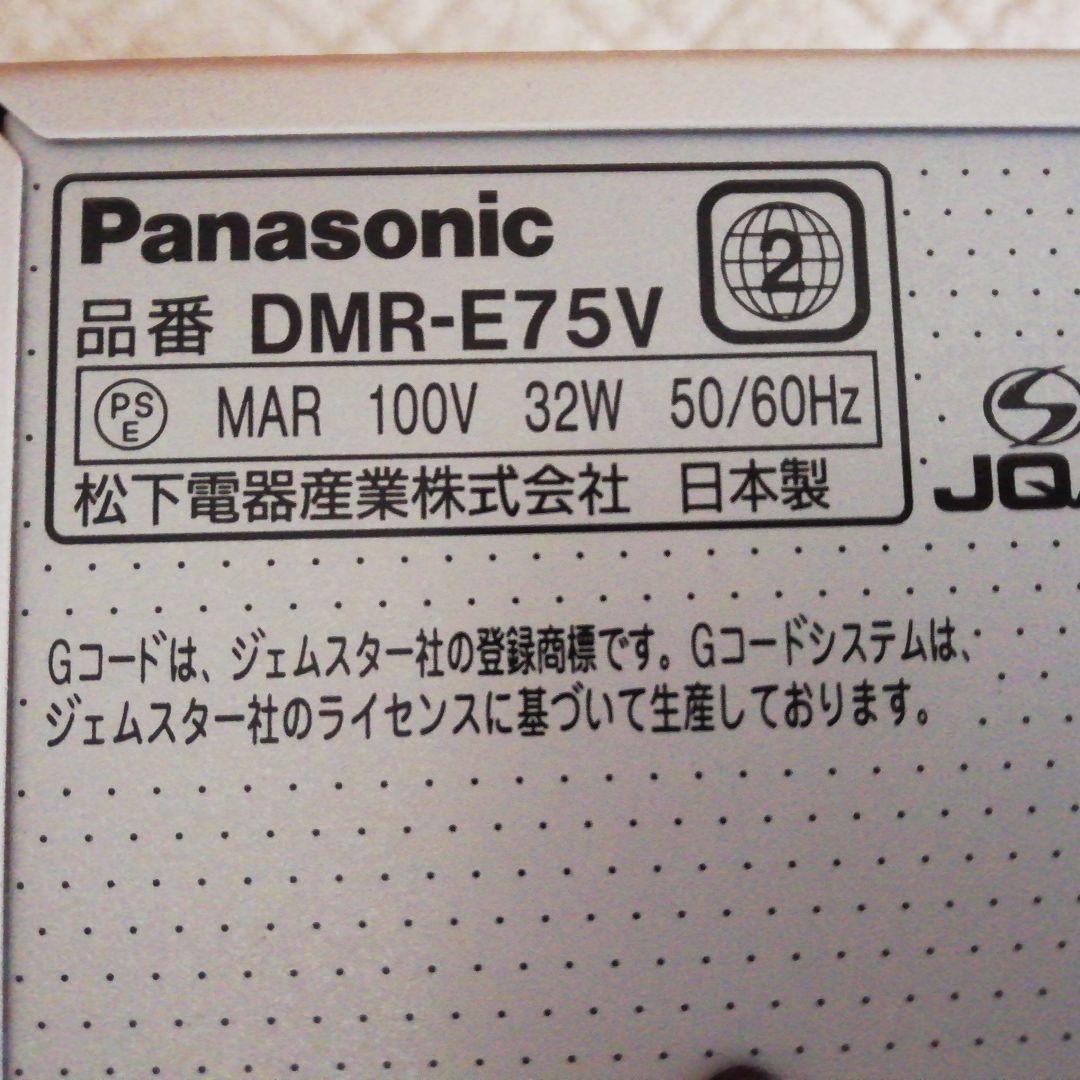 Panasonic
2
品番 DMR-E75V
PSE MAR 100V 32W 50/60Hz
松下電器産業株式会社 日本製
JQA
Gコードは、ジェムスター社の登録商標です。Gコードシステムは、
ジェムスター社のライセンスに基づいて生産しております。